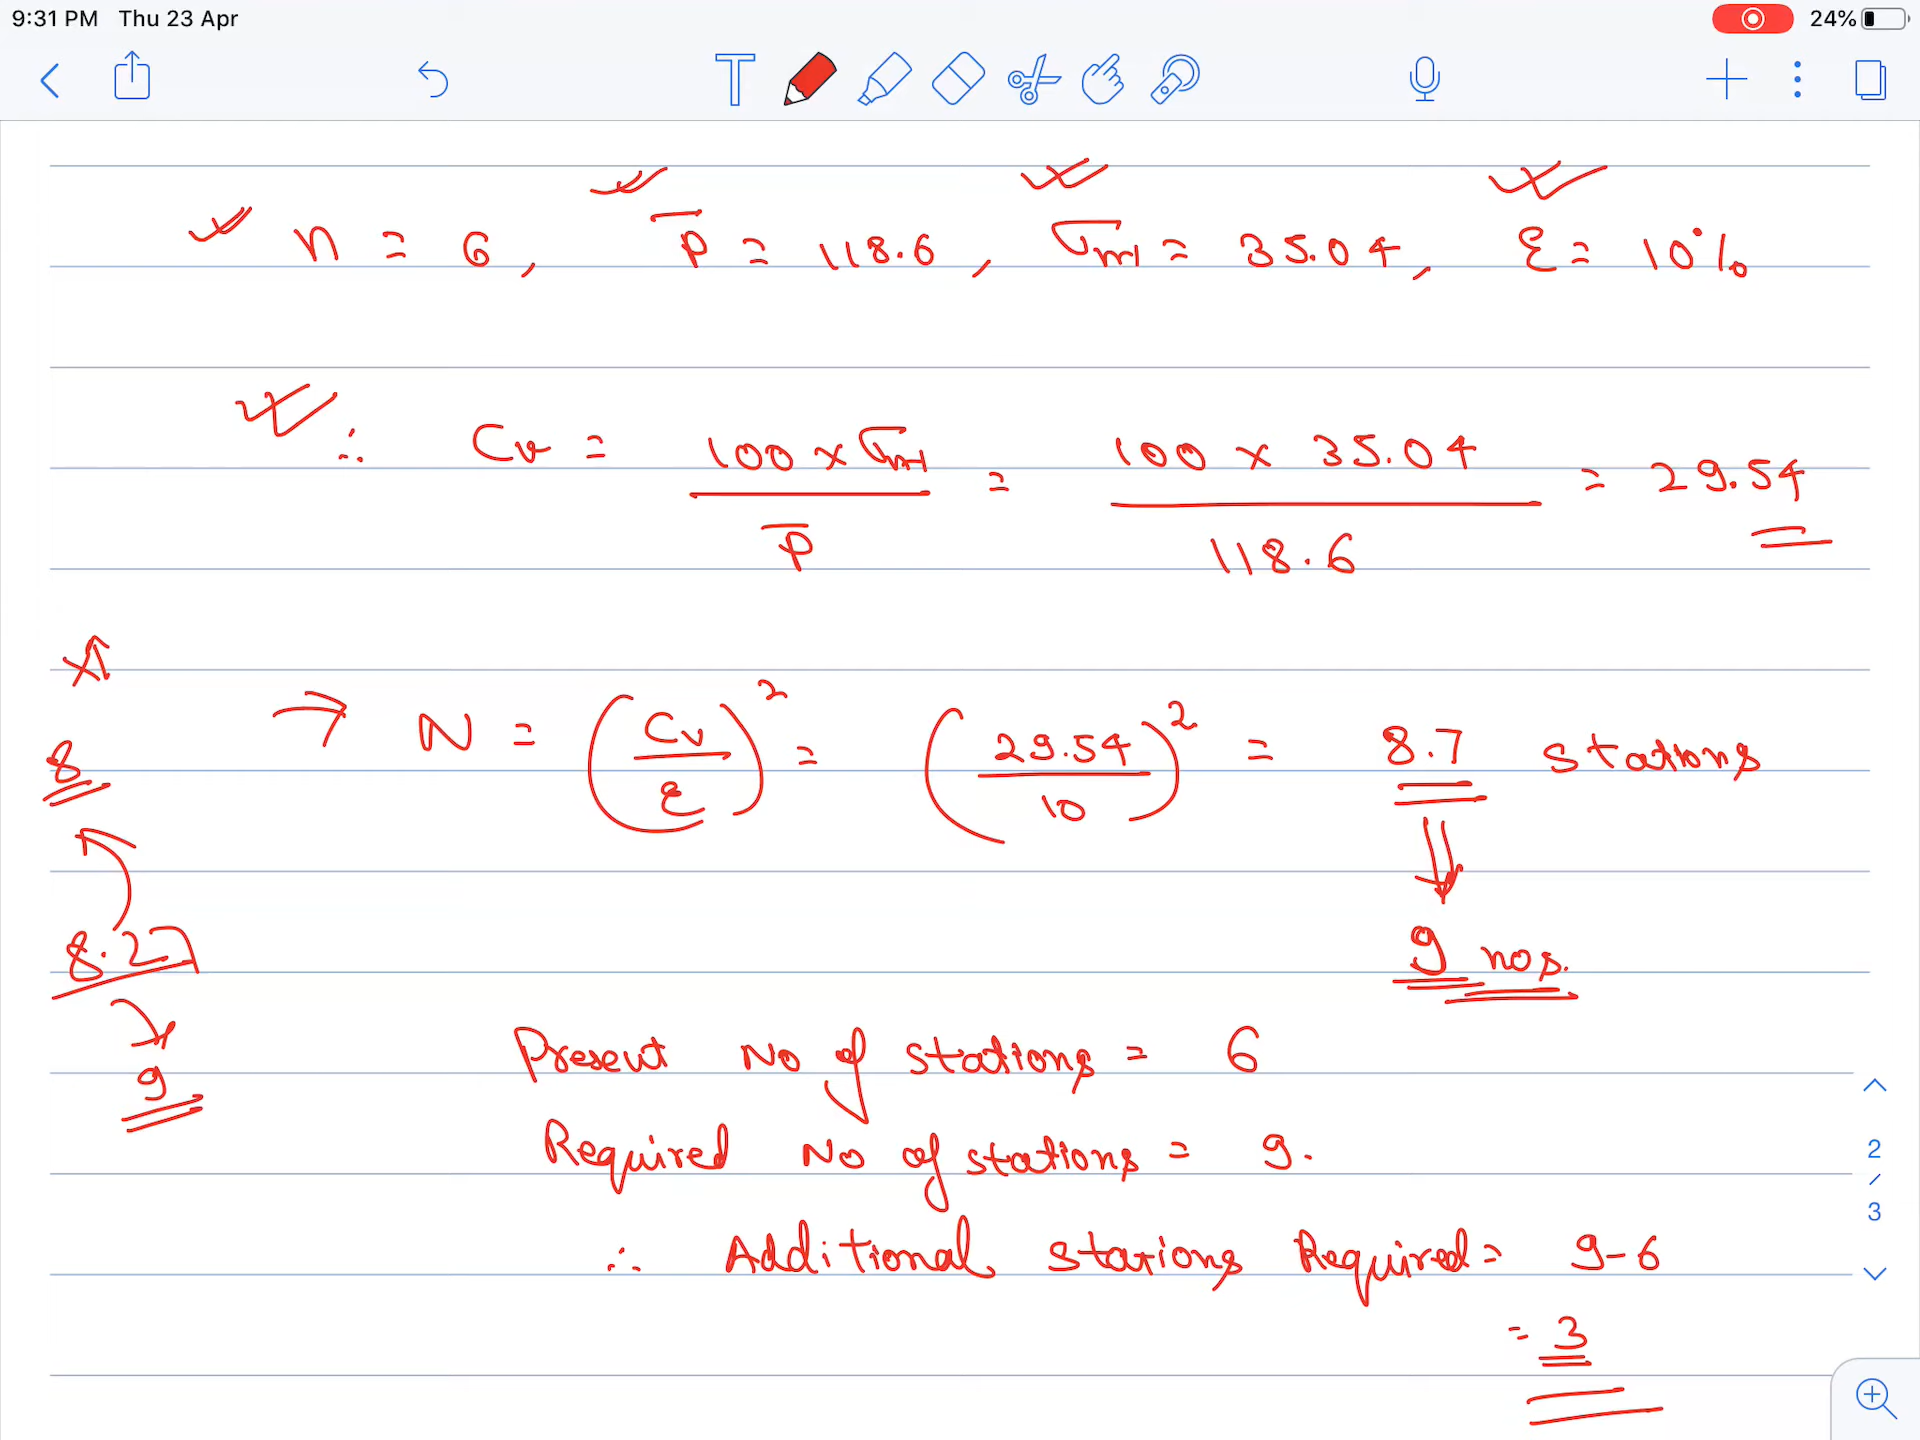 9:31 PM Thu 23 Apr 24%
T
n = 6, p̅ = 118.6, σm-1 = 35.04, ε = 10%
∴ Cv = 100 × σm-1 / p̅ = 100 × 35.04 / 118.6 = 29.54
→ N = (Cv / ε)² = (29.54 / 10)² = 8.7 stations
8
8.27
9 nos.
9
Present No of stations = 6
Required No of stations = 9.
∴ Additional stations Required = 9-6
= 3
2 / 3